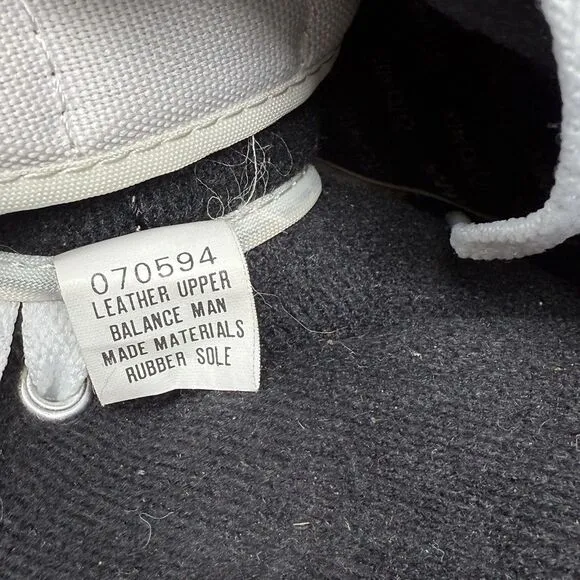 070594
LEATHER UPPER
BALANCE MAN
MADE MATERIALS
RUBBER SOLE